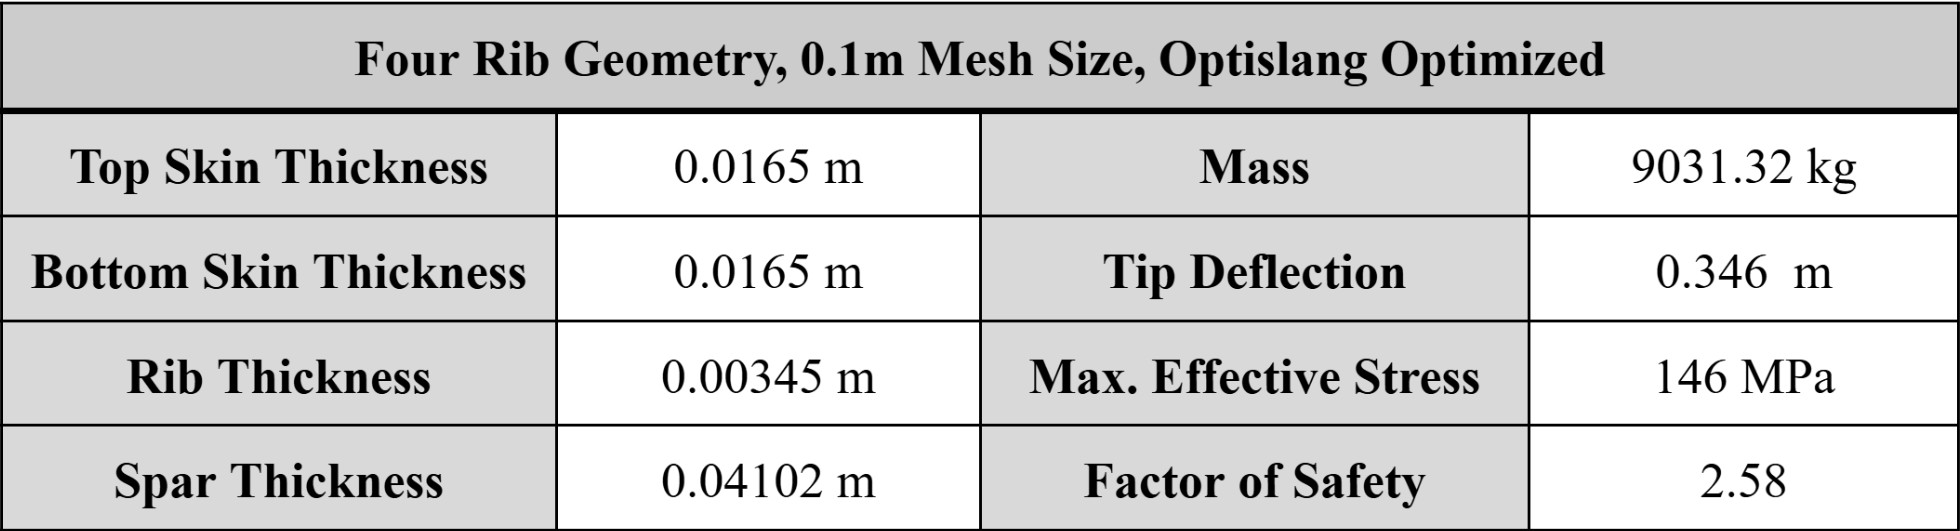 Four Rib Geometry, 0.1m Mesh Size, Optislang Optimized
Top Skin Thickness 0.0165 m Mass 9031.32 kg
Bottom Skin Thickness 0.0165 m Tip Deflection 0.346 m
Rib Thickness 0.00345 m Max. Effective Stress 146 MPa
Spar Thickness 0.04102 m Factor of Safety 2.58